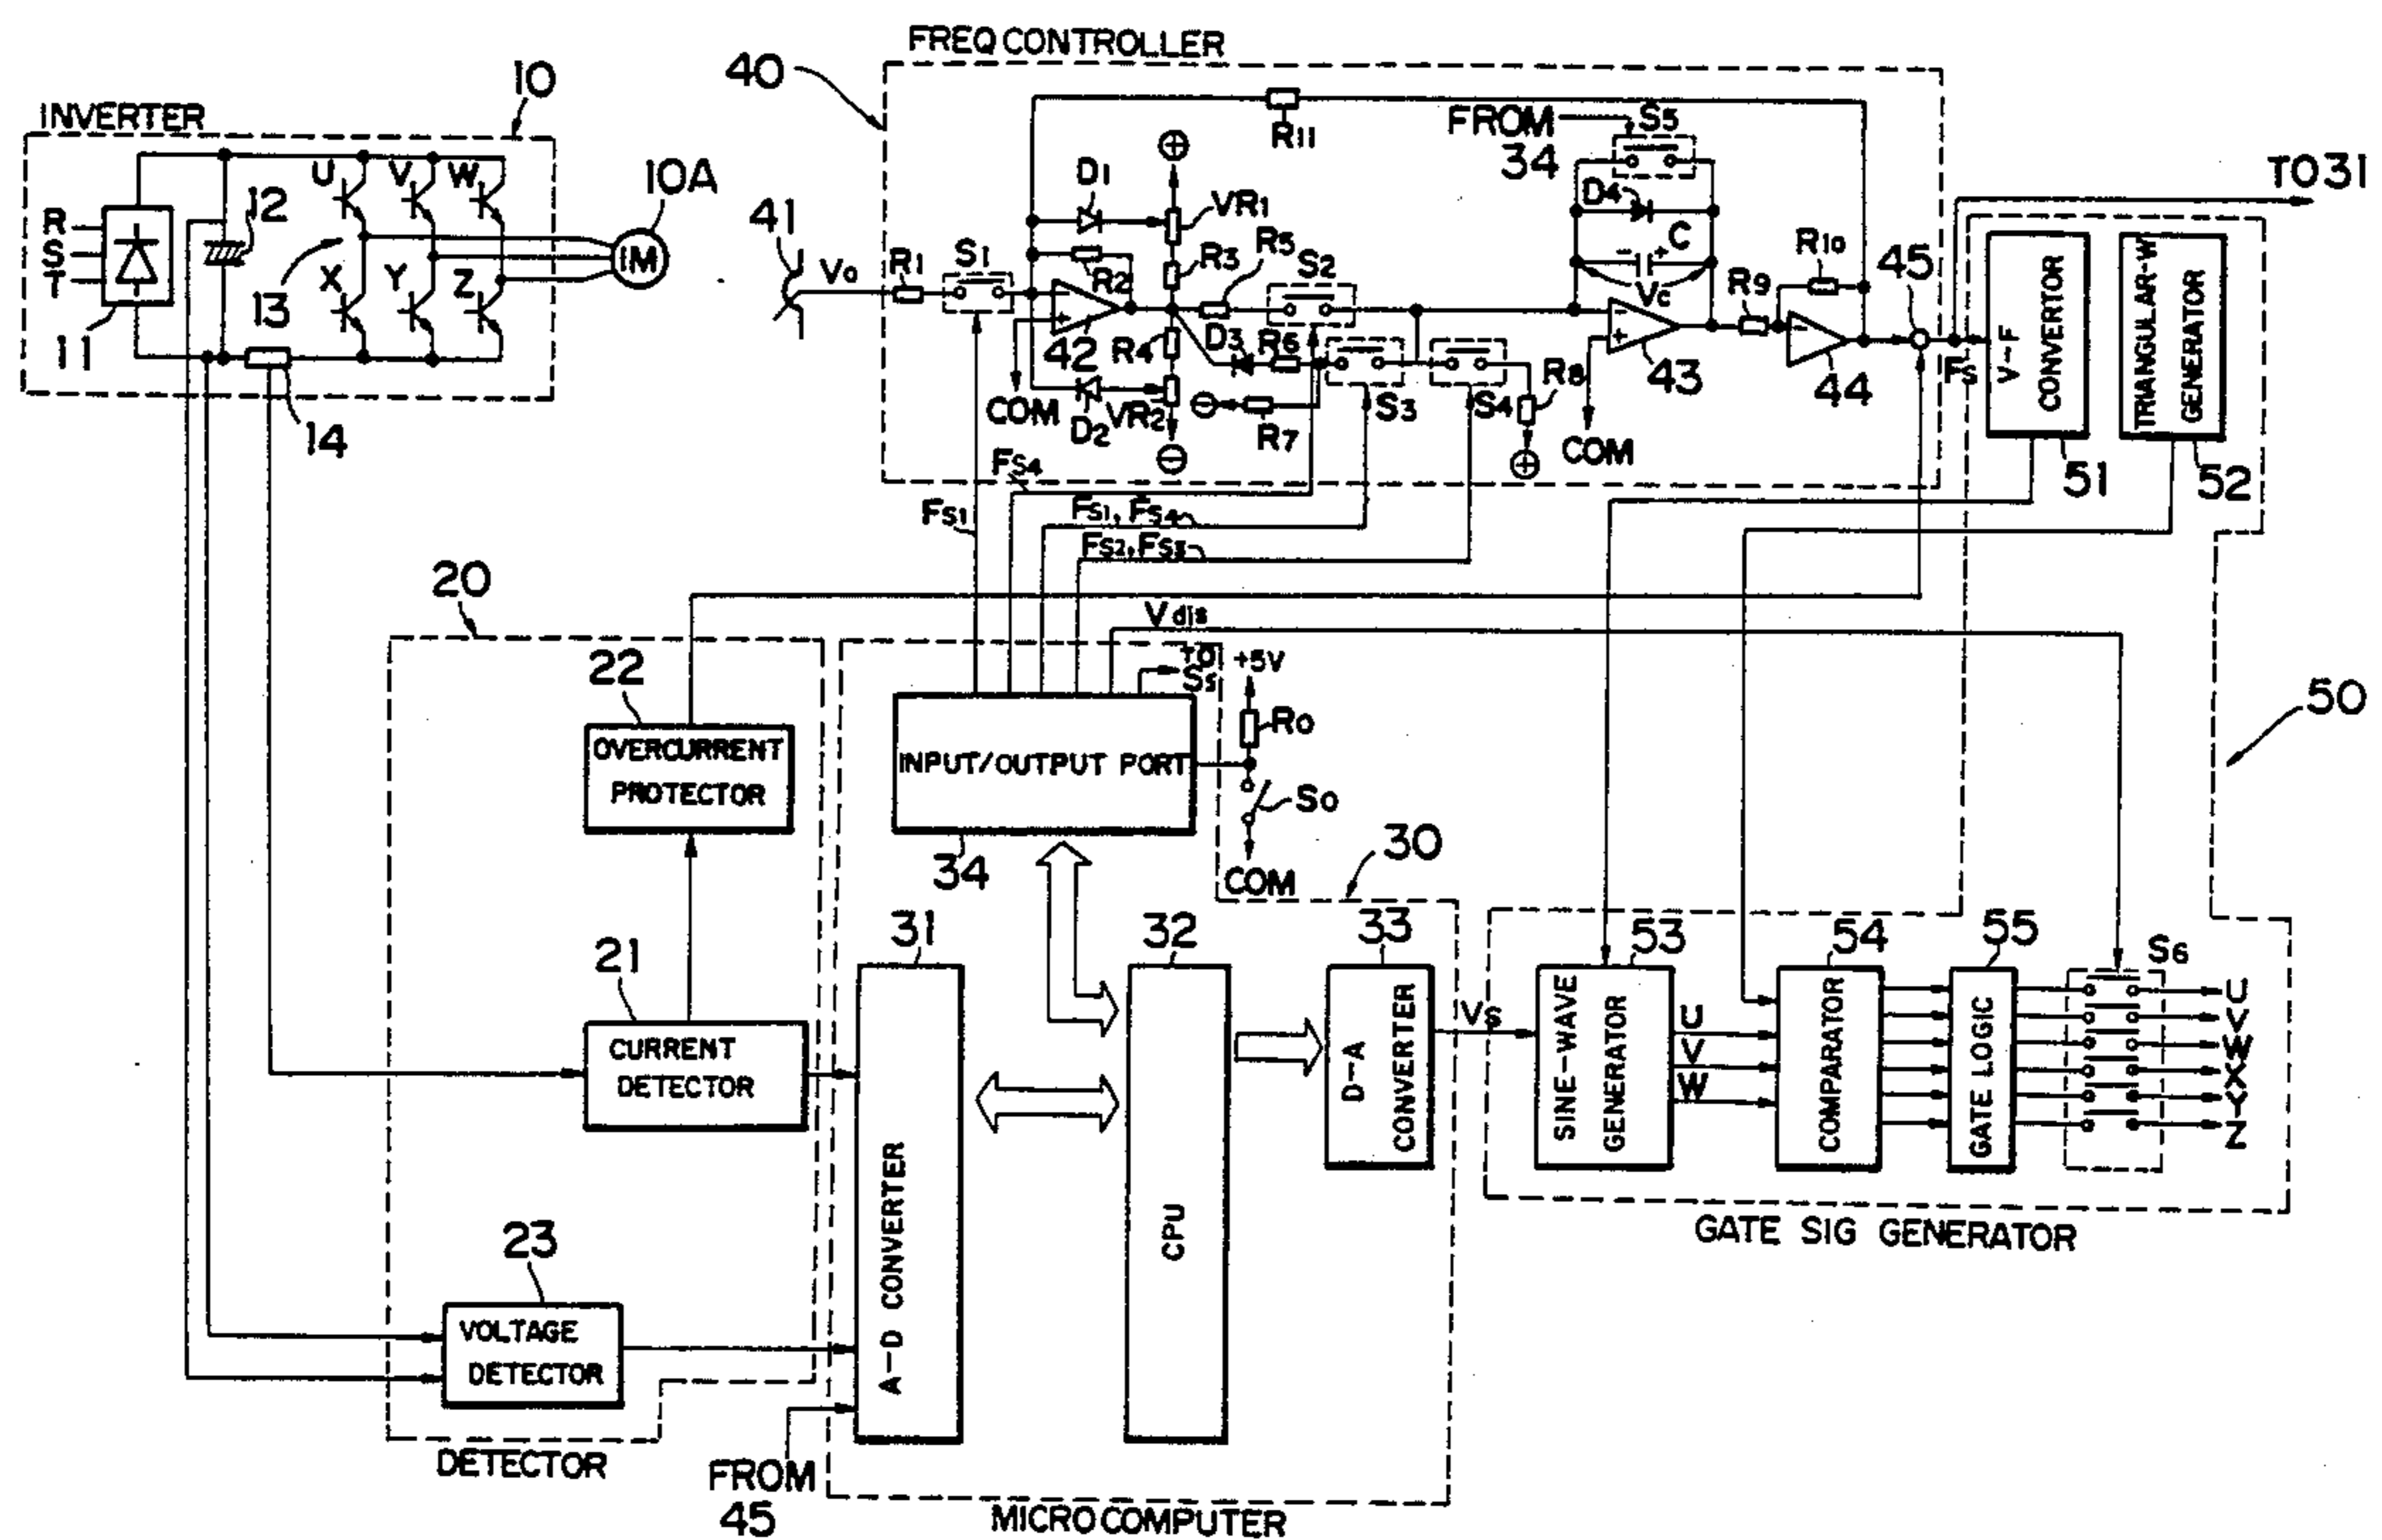 FREQ CONTROLLER
40
INVERTER
10
R11
FROM
34
S5
TO 31
U
V
W
10A
D1
VR1
D4
12
R
S
T
IM
41
Vo
R1
S1
R2
R3
R5
S2
C
Vc
R9
R10
45
13
X
Y
Z
42
R4
D3
R6
43
44
Fs
V-F
CONVERTOR
TRIANGULAR-W
GENERATOR
11
COM
D2
VR2
R7
S3
S4
R8
COM
14
51
52
FS4
FS1
FS1, FS4
FS2, FS3
20
Vdis
22
TO
S5
+5V
50
OVERCURRENT
PROTECTOR
INPUT/OUTPUT PORT
R0
S0
34
COM
30
21
31
32
33
53
54
55
S6
CURRENT
DETECTOR
A-D CONVERTER
CPU
D-A
CONVERTER
VS
SINE-WAVE
GENERATOR
U
V
W
COMPARATOR
GATE LOGIC
U
V
W
X
Y
Z
GATE SIG GENERATOR
23
VOLTAGE
DETECTOR
DETECTOR
FROM
45
MICROCOMPUTER